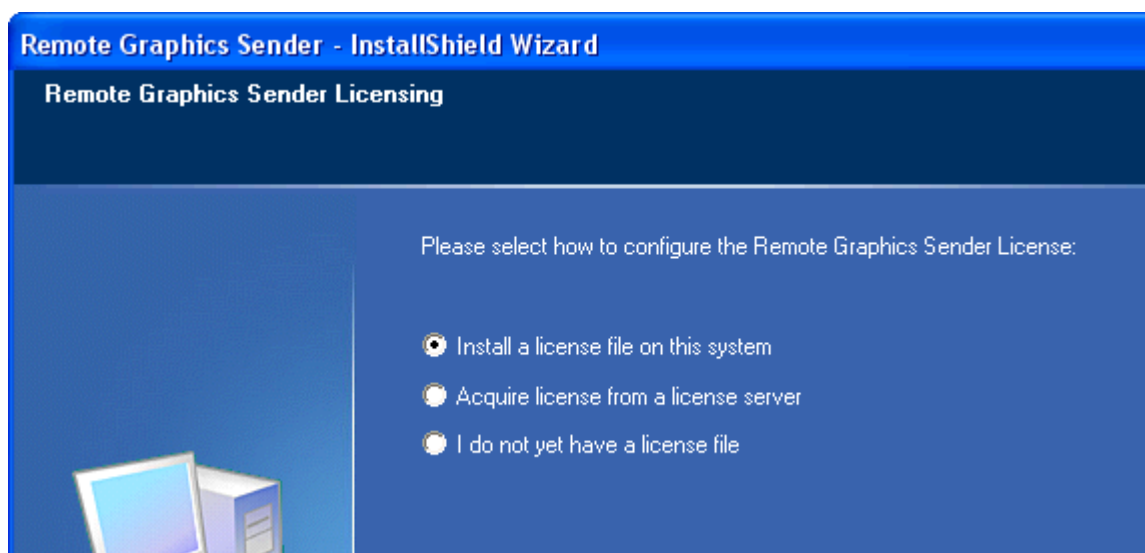 Remote Graphics Sender - InstallShield Wizard
Remote Graphics Sender Licensing
Please select how to configure the Remote Graphics Sender License:
Install a license file on this system
Acquire license from a license server
I do not yet have a license file